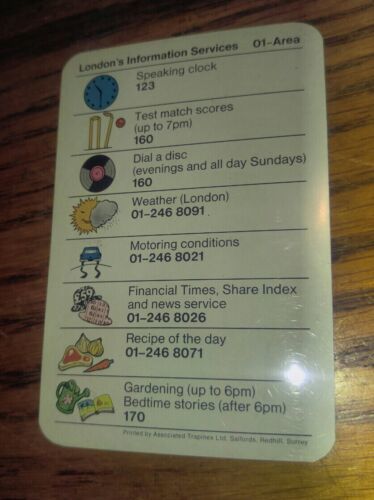 London's Information Services 01–Area
Speaking clock
123
Test match scores
(up to 7pm)
160
Dial a disc
(evenings and all day Sundays)
160
Weather (London)
01–246 8091
Motoring conditions
01–246 8021
Financial Times, Share Index
and news service
01–246 8026
Recipe of the day
01–246 8071
Gardening (up to 6pm)
Bedtime stories (after 6pm)
170
Printed by Associated Trapinex Ltd. Salfords, Redhill, Surrey